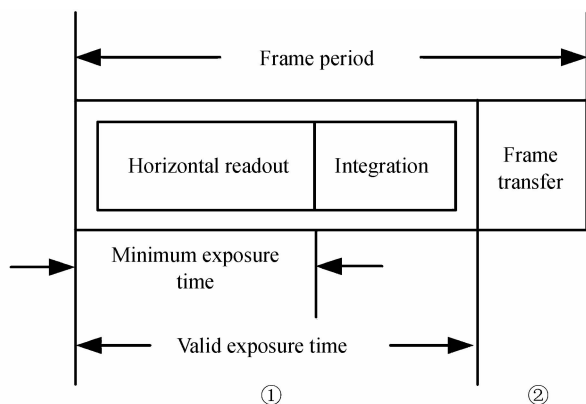 Frame period
Horizontal readout
Integration
Frame
transfer
Minimum exposure
time
Valid exposure time
① ②